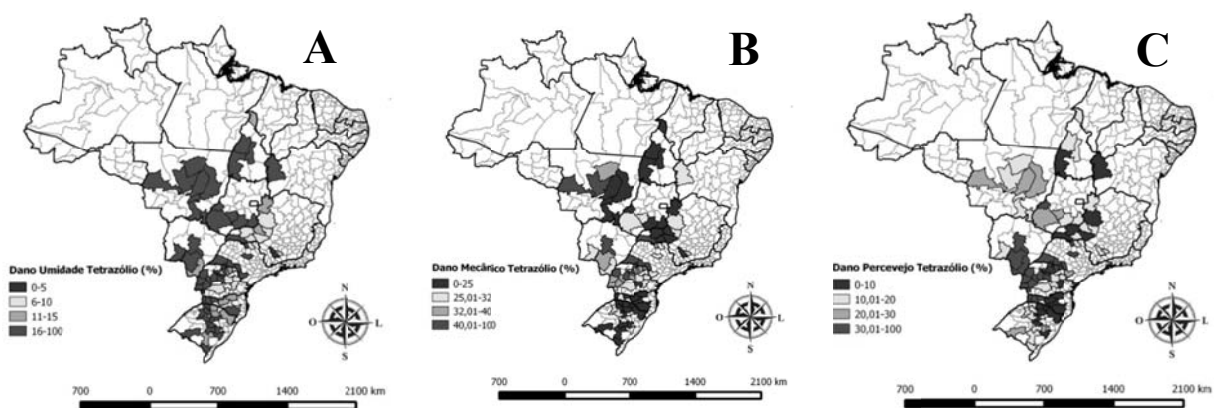 A
Dano Umidade Tetrazólio (%)
0-5
6-10
11-15
16-100
N
O
L
S
700 0 700 1400 2100 km
B
Dano Mecânico Tetrazólio (%)
0-25
25,01-32
32,01-40
40,01-100
N
O
L
S
700 0 700 1400 2100 km
C
Dano Percevejo Tetrazólio (%)
0-10
10,01-20
20,01-30
30,01-100
N
O
L
S
700 0 700 1400 2100 km